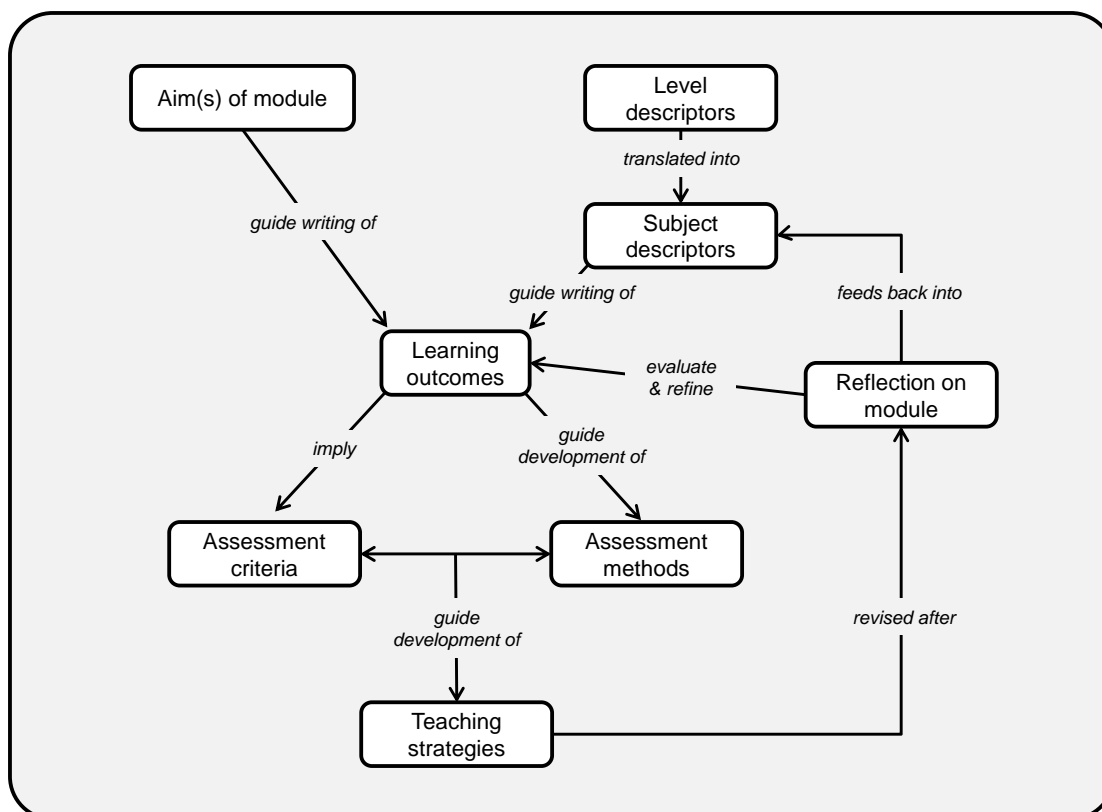 Aim(s) of module
Level
descriptors
translated into
guide writing of
Subject
descriptors
guide writing of
feeds back into
Learning
outcomes
evaluate
& refine
Reflection on
module
imply
guide
development of
Assessment
criteria
Assessment
methods
guide
development of
revised after
Teaching
strategies